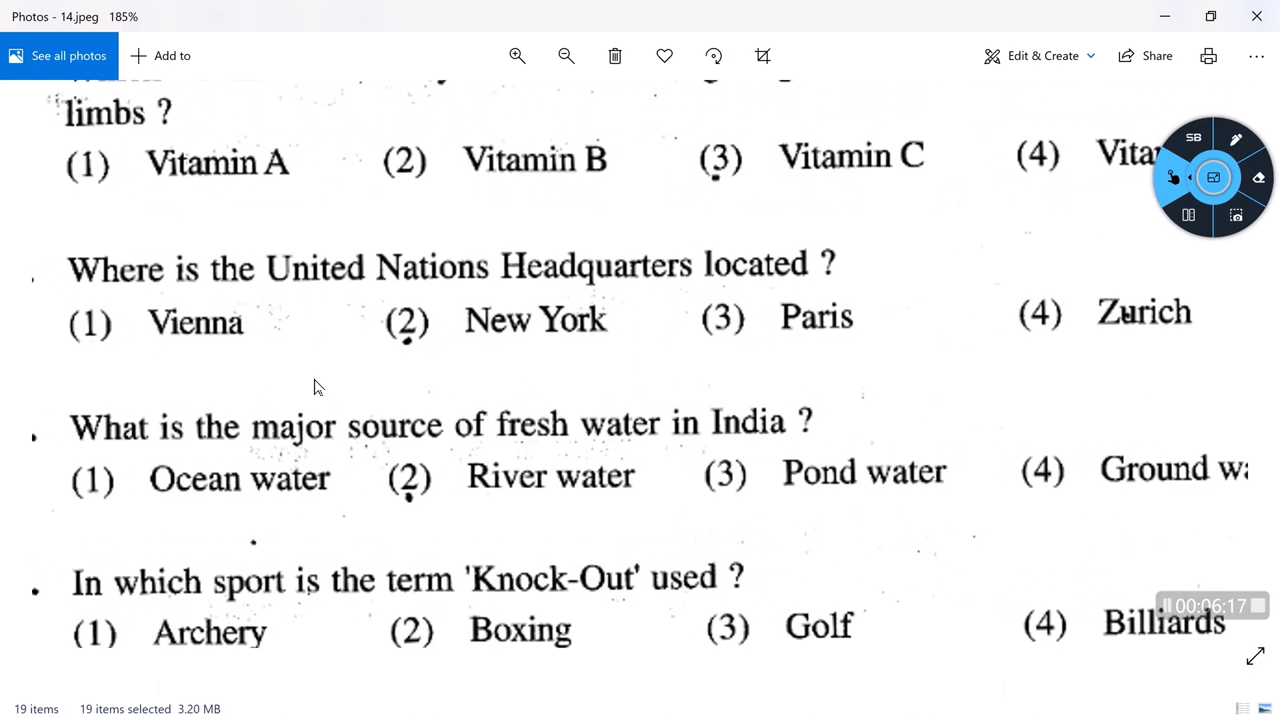 Photos - 14.jpeg 185%
See all photos
Add to
Edit & Create
Share
limbs ?
(1) Vitamin A (2) Vitamin B (3) Vitamin C (4)
SB
Where is the United Nations Headquarters located ?
(1) Vienna (2) New York (3) Paris (4) Zurich
What is the major source of fresh water in India ?
(1) Ocean water (2) River water (3) Pond water (4) Ground
In which sport is the term 'Knock-Out' used ?
00:06:17
(1) Archery (2) Boxing (3) Golf (4) Billiards
19 items 19 items selected 3.20 MB